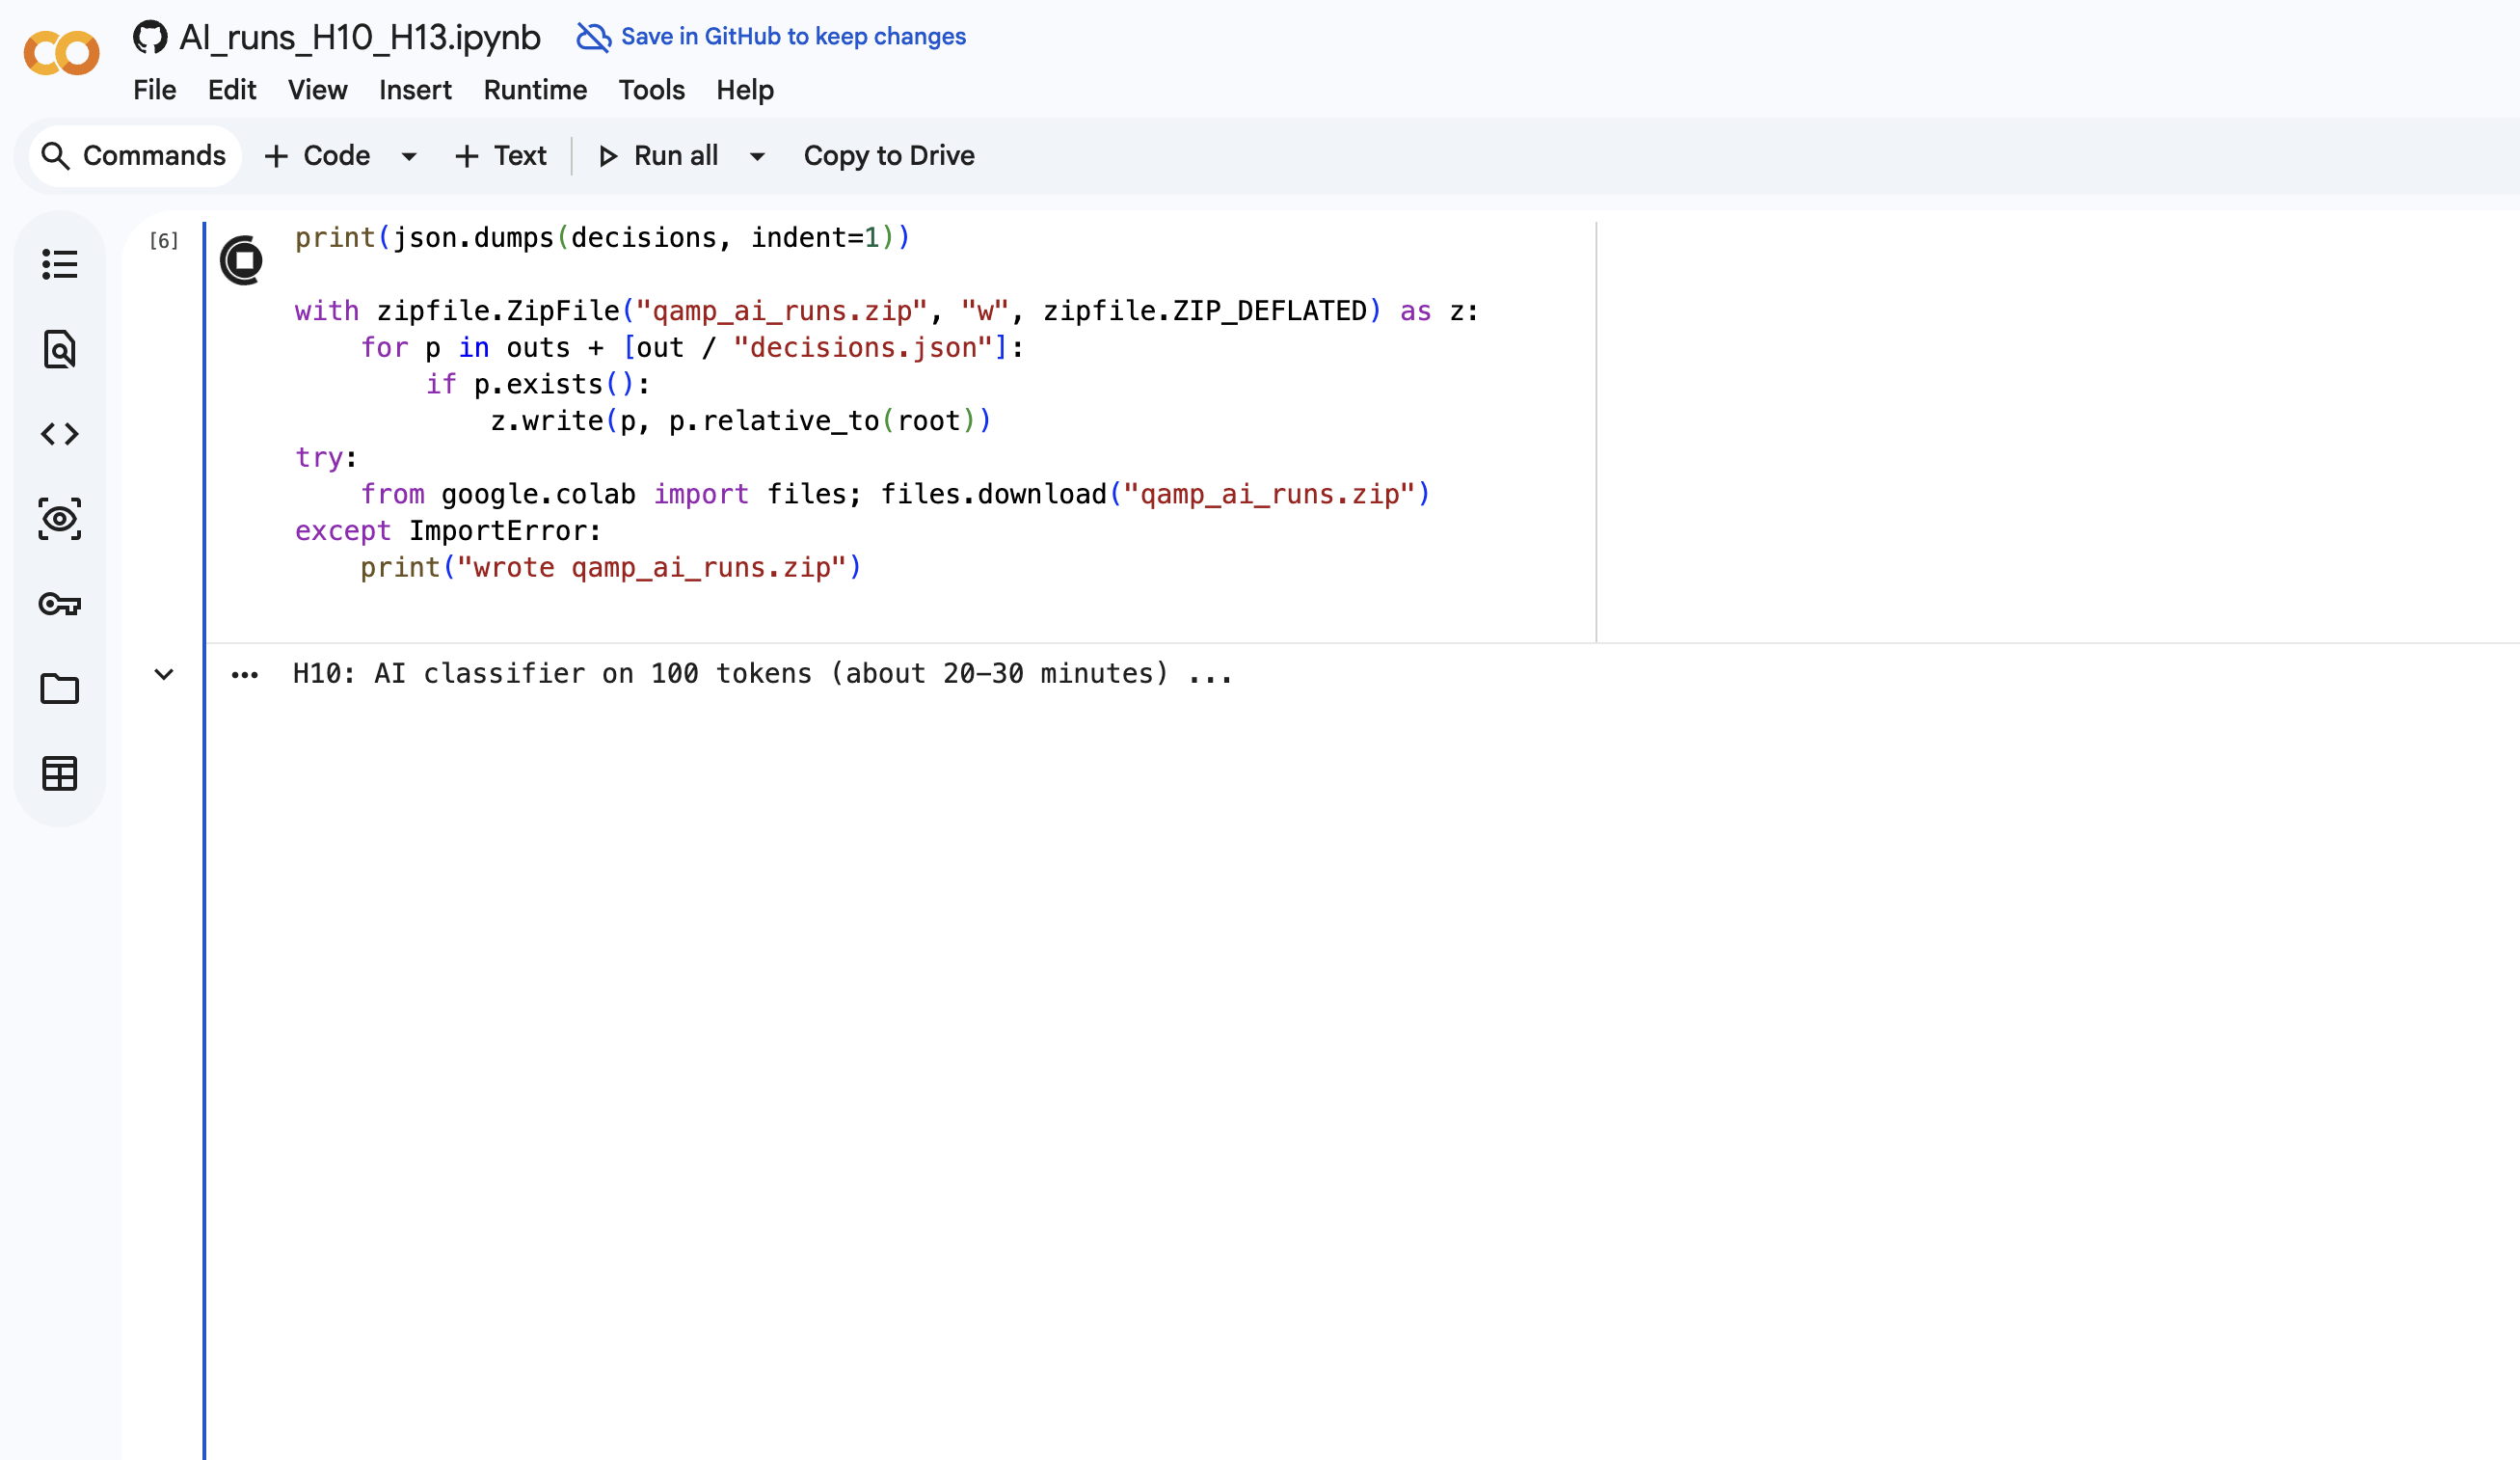 AI_runs_H10_H13.ipynb Save in GitHub to keep changes
File Edit View Insert Runtime Tools Help
Commands + Code + Text Run all Copy to Drive
[6] print(json.dumps(decisions, indent=1))
with zipfile.ZipFile("qamp_ai_runs.zip", "w", zipfile.ZIP_DEFLATED) as z:
    for p in outs + [out / "decisions.json"]:
        if p.exists():
            z.write(p, p.relative_to(root))
try:
    from google.colab import files; files.download("qamp_ai_runs.zip")
except ImportError:
    print("wrote qamp_ai_runs.zip")
H10: AI classifier on 100 tokens (about 20–30 minutes) ...